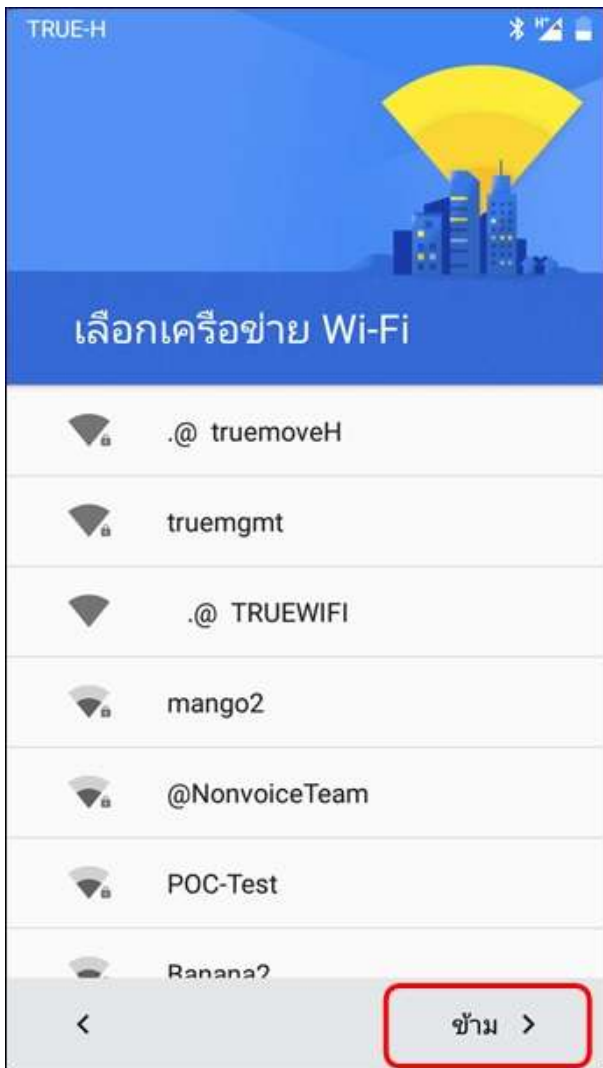 TRUE-H
H+
เลือกเครือข่าย Wi-Fi
.@ truemoveH
truemgmt
.@ TRUEWIFI
mango2
@NonvoiceTeam
POC-Test
Banana2
ข้าม